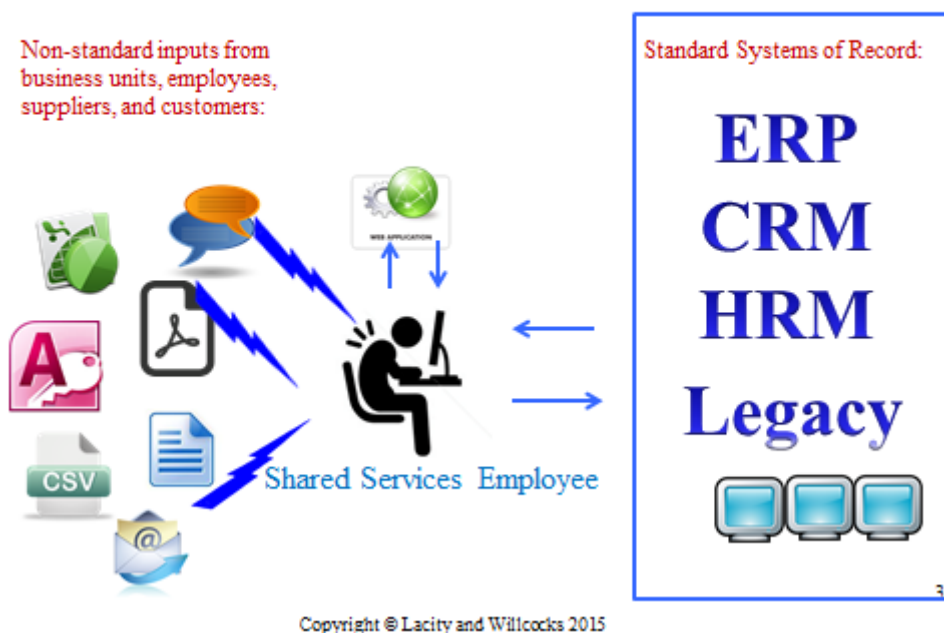 Non-standard inputs from
business units, employees,
suppliers, and customers:
Standard Systems of Record:
ERP
CRM
HRM
Legacy
WEB APPLICATION
A
CSV
@
Shared Services Employee
3
Copyright © Lacity and Willcocks 2015